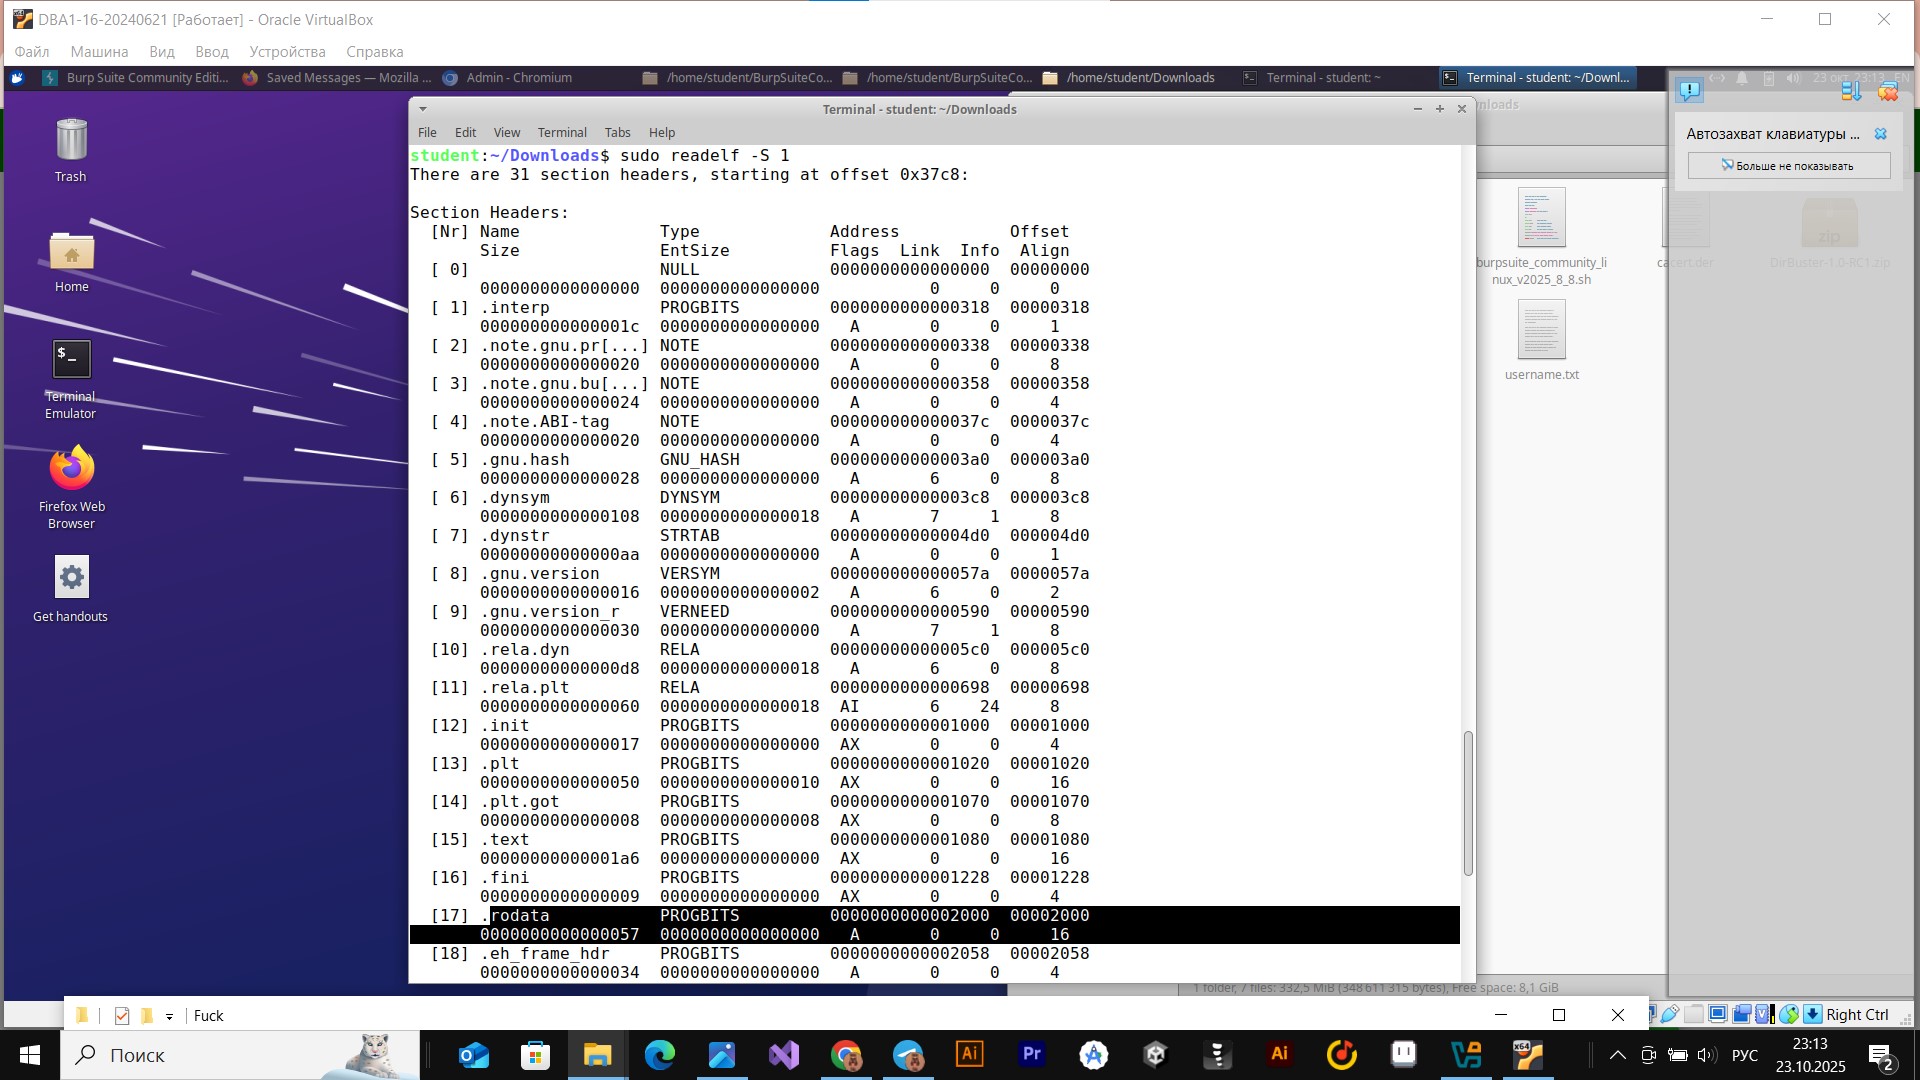 DBA1-16-20240621 [Работает] - Oracle VirtualBox
Файл Машина Вид Ввод Устройства Справка
Burp Suite Community Editi... Saved Messages — Mozilla ... Admin - Chromium /home/student/BurpSuiteCo... /home/student/BurpSuiteCo... /home/student/Downloads Terminal - student: ~ Terminal - student: ~/Downl... 23 окт, 23:13 EN
Terminal - student: ~/Downloads
File Edit View Terminal Tabs Help
Автозахват клавиатуры ...
Больше не показывать
Trash
Home
Terminal
Emulator
Firefox Web
Browser
Get handouts
student:~/Downloads$ sudo readelf -S 1
There are 31 section headers, starting at offset 0x37c8:
Section Headers:
[Nr] Name Type Address Offset
Size EntSize Flags Link Info Align
[ 0] NULL 0000000000000000 00000000
0000000000000000 0000000000000000 0 0 0
[ 1] .interp PROGBITS 0000000000000318 00000318
000000000000001c 0000000000000000 A 0 0 1
[ 2] .note.gnu.pr[...] NOTE 0000000000000338 00000338
0000000000000020 0000000000000000 A 0 0 8
[ 3] .note.gnu.bu[...] NOTE 0000000000000358 00000358
0000000000000024 0000000000000000 A 0 0 4
[ 4] .note.ABI-tag NOTE 000000000000037c 0000037c
0000000000000020 0000000000000000 A 0 0 4
[ 5] .gnu.hash GNU_HASH 00000000000003a0 000003a0
0000000000000028 0000000000000000 A 6 0 8
[ 6] .dynsym DYNSYM 00000000000003c8 000003c8
0000000000000108 0000000000000018 A 7 1 8
[ 7] .dynstr STRTAB 00000000000004d0 000004d0
00000000000000aa 0000000000000000 A 0 0 1
[ 8] .gnu.version VERSYM 000000000000057a 0000057a
0000000000000016 0000000000000002 A 6 0 2
[ 9] .gnu.version_r VERNEED 0000000000000590 00000590
0000000000000030 0000000000000000 A 7 1 8
[10] .rela.dyn RELA 00000000000005c0 000005c0
00000000000000d8 0000000000000018 A 6 0 8
[11] .rela.plt RELA 0000000000000698 00000698
0000000000000060 0000000000000018 AI 6 24 8
[12] .init PROGBITS 0000000000001000 00001000
0000000000000017 0000000000000000 AX 0 0 4
[13] .plt PROGBITS 0000000000001020 00001020
0000000000000050 0000000000000010 AX 0 0 16
[14] .plt.got PROGBITS 0000000000001070 00001070
0000000000000008 0000000000000008 AX 0 0 8
[15] .text PROGBITS 0000000000001080 00001080
00000000000001a6 0000000000000000 AX 0 0 16
[16] .fini PROGBITS 0000000000001228 00001228
0000000000000009 0000000000000000 AX 0 0 4
[17] .rodata PROGBITS 0000000000002000 00002000
0000000000000057 0000000000000000 A 0 0 16
[18] .eh_frame_hdr PROGBITS 0000000000002058 00002058
0000000000000034 0000000000000000 A 0 0 4
burpsuite_community_li
nux_v2025_8_8.sh
cacert.der
DirBuster-1.0-RC1.zip
zip
username.txt
1 folder, 7 files: 332,5 MiB (348 611 315 bytes), Free space: 8,1 GiB
Fuck
Right Ctrl
Поиск
Ai Pr Ai x64
РУС
23:13
23.10.2025
2